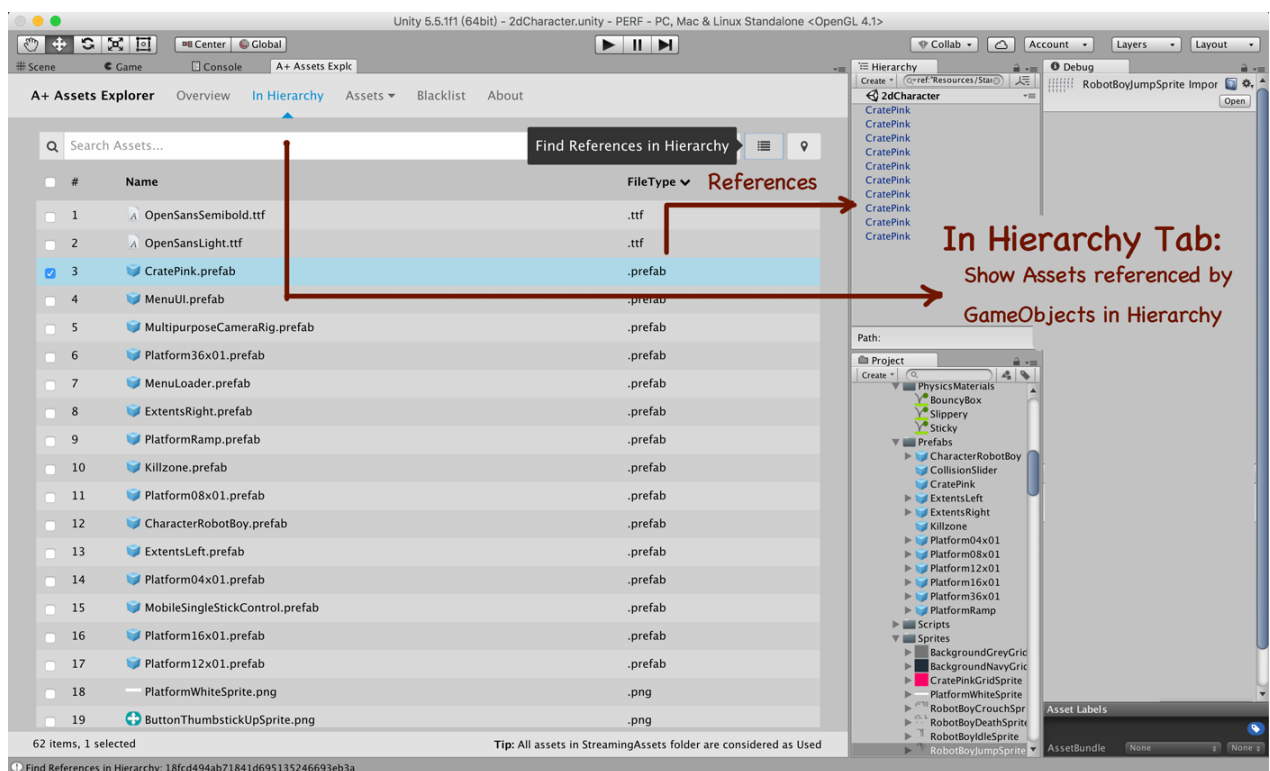 Unity 5.5.1f1 (64bit) - 2dCharacter.unity - PERF - PC, Mac & Linux Standalone <OpenGL 4.1>
Center Global Collab Account Layers Layout
Scene Game Console A+ Assets Explc
A+ Assets Explorer Overview In Hierarchy Assets Blacklist About
Search Assets...
Find References in Hierarchy
# Name FileType
References
1 OpenSansSemibold.ttf .ttf
2 OpenSansLight.ttf .ttf
3 CratePink.prefab .prefab
4 MenuUI.prefab .prefab
5 MultipurposeCameraRig.prefab .prefab
6 Platform36x01.prefab .prefab
7 MenuLoader.prefab .prefab
8 ExtentsRight.prefab .prefab
9 PlatformRamp.prefab .prefab
10 Killzone.prefab .prefab
11 Platform08x01.prefab .prefab
12 CharacterRobotBoy.prefab .prefab
13 ExtentsLeft.prefab .prefab
14 Platform04x01.prefab .prefab
15 MobileSingleStickControl.prefab .prefab
16 Platform16x01.prefab .prefab
17 Platform12x01.prefab .prefab
18 PlatformWhiteSprite.png .png
19 ButtonThumbstickUpSprite.png .png
62 items, 1 selected
Tip: All assets in StreamingAssets folder are considered as Used
Find References in Hierarchy: 18fcd494ab71841d695135246693eb3a
Hierarchy
Create ref:"Resources/Sta
2dCharacter
CratePink
CratePink
CratePink
CratePink
CratePink
CratePink
CratePink
CratePink
CratePink
CratePink
In Hierarchy Tab:
Show Assets referenced by
GameObjects in Hierarchy
Path:
Project
Create
PhysicsMaterials
BouncyBox
Slippery
Sticky
Prefabs
CharacterRobotBoy
CollisionSlider
CratePink
ExtentsLeft
ExtentsRight
Killzone
Platform04x01
Platform08x01
Platform12x01
Platform16x01
Platform36x01
PlatformRamp
Scripts
Sprites
BackgroundGreyGrid
BackgroundNavyGric
CratePinkGridSprite
PlatformWhiteSprite
RobotBoyCrouchSpr
RobotBoyDeathSprite
RobotBoyIdleSprite
RobotBoyJumpSprite
Debug
RobotBoyJumpSprite Impor
Open
Asset Labels
AssetBundle None None